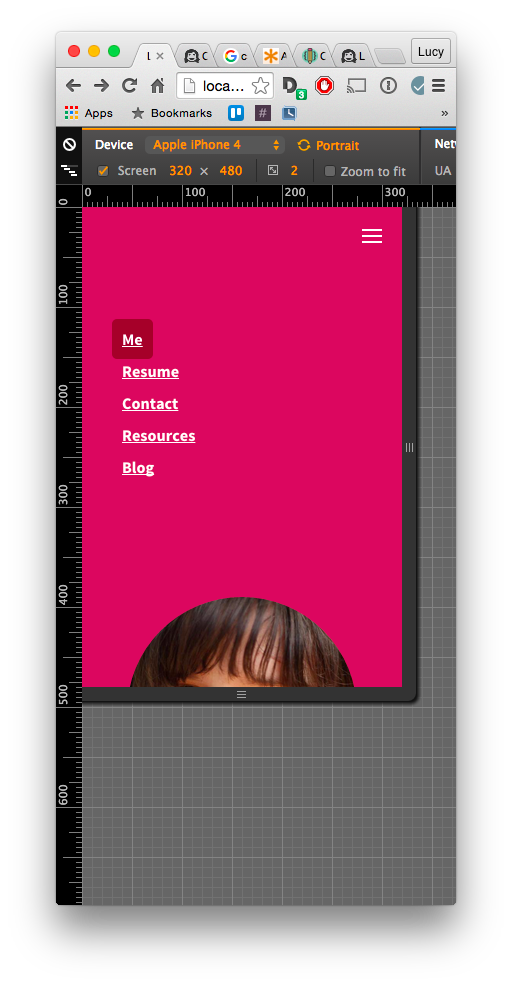 L C G c A C L Lucy
loca… D 3
Apps Bookmarks # »
Device Apple iPhone 4 Portrait Netw
Screen 320 × 480 2 Zoom to fit UA
0 100 200 300
0
100
200
300
400
500
600
Me
Resume
Contact
Resources
Blog